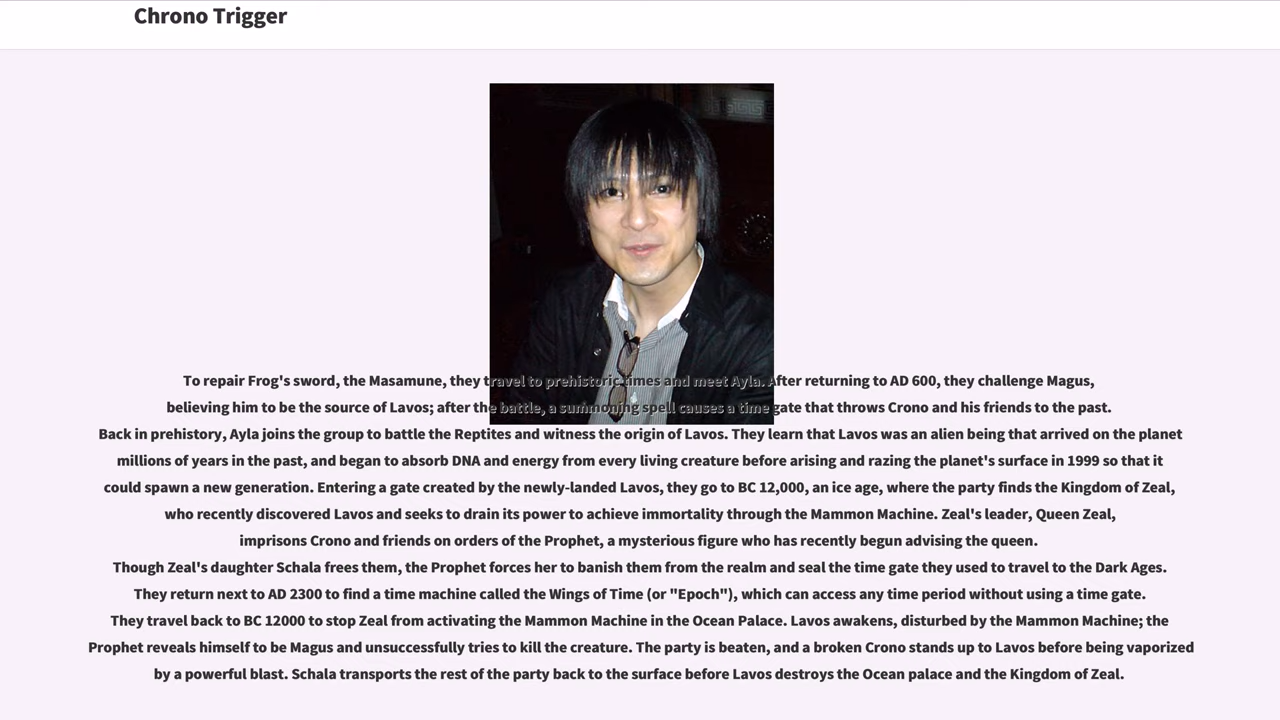 Chrono Trigger
To repair Frog's sword, the Masamune, they travel to prehistoric times and meet Ayla. After returning to AD 600, they challenge Magus,
believing him to be the source of Lavos; after the battle, a summoning spell causes a time gate that throws Crono and his friends to the past.
Back in prehistory, Ayla joins the group to battle the Reptites and witness the origin of Lavos. They learn that Lavos was an alien being that arrived on the planet
millions of years in the past, and began to absorb DNA and energy from every living creature before arising and razing the planet's surface in 1999 so that it
could spawn a new generation. Entering a gate created by the newly-landed Lavos, they go to BC 12,000, an ice age, where the party finds the Kingdom of Zeal,
who recently discovered Lavos and seeks to drain its power to achieve immortality through the Mammon Machine. Zeal's leader, Queen Zeal,
imprisons Crono and friends on orders of the Prophet, a mysterious figure who has recently begun advising the queen.
Though Zeal's daughter Schala frees them, the Prophet forces her to banish them from the realm and seal the time gate they used to travel to the Dark Ages.
They return next to AD 2300 to find a time machine called the Wings of Time (or "Epoch"), which can access any time period without using a time gate.
They travel back to BC 12000 to stop Zeal from activating the Mammon Machine in the Ocean Palace. Lavos awakens, disturbed by the Mammon Machine; the
Prophet reveals himself to be Magus and unsuccessfully tries to kill the creature. The party is beaten, and a broken Crono stands up to Lavos before being vaporized
by a powerful blast. Schala transports the rest of the party back to the surface before Lavos destroys the Ocean palace and the Kingdom of Zeal.